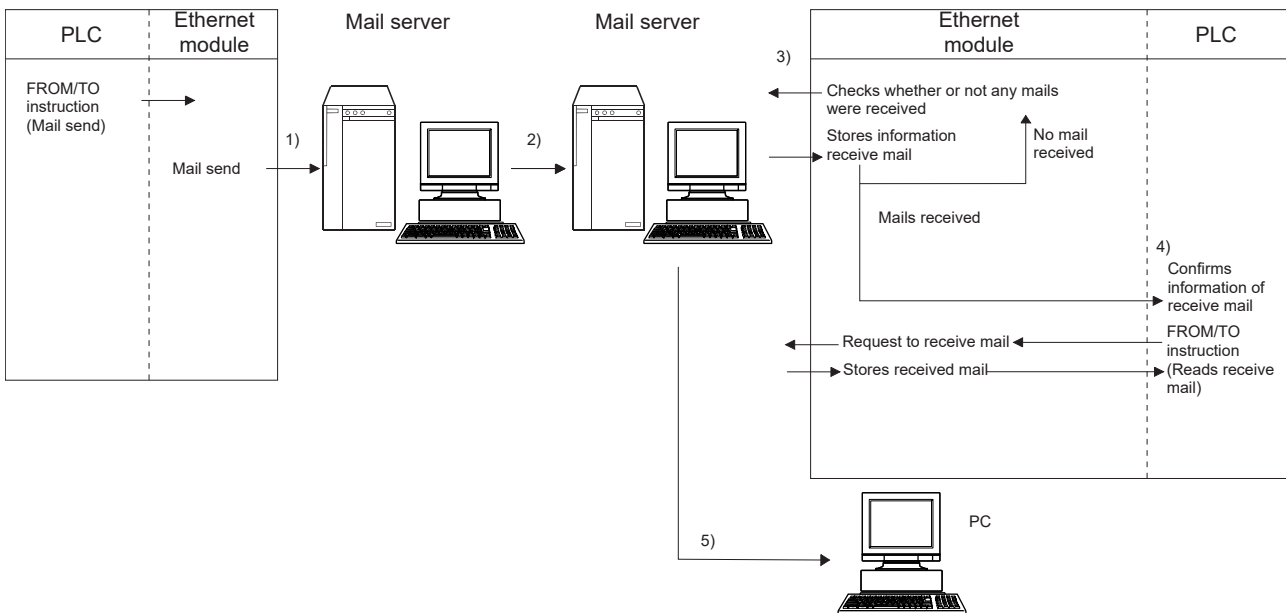 PLC
Ethernet
module
Mail server
Mail server
Ethernet
module
PLC
FROM/TO
instruction
(Mail send)
Mail send
1)
2)
3)
Checks whether or not any mails
were received
Stores information
receive mail
No mail
received
Mails received
4)
Confirms
information of
receive mail
Request to receive mail
FROM/TO
instruction
(Reads receive
mail)
Stores received mail
5)
PC